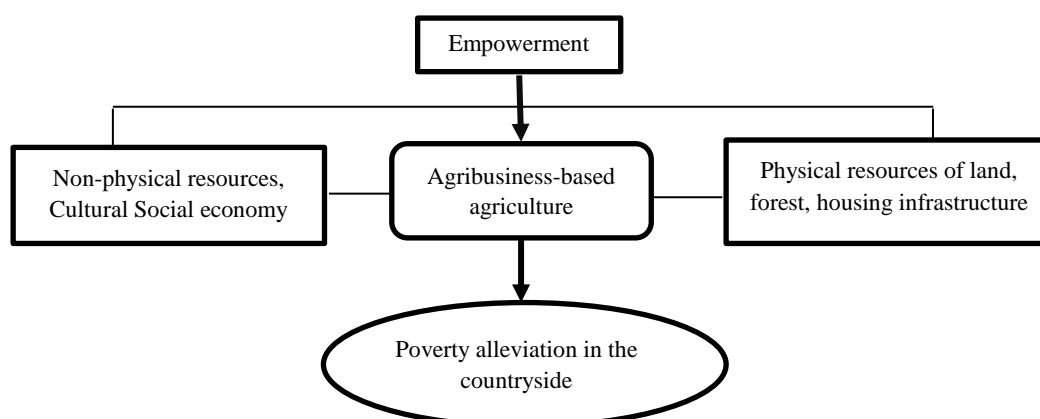 Empowerment
Non-physical resources,
Cultural Social economy
Agribusiness-based
agriculture
Physical resources of land,
forest, housing infrastructure
Poverty alleviation in the
countryside